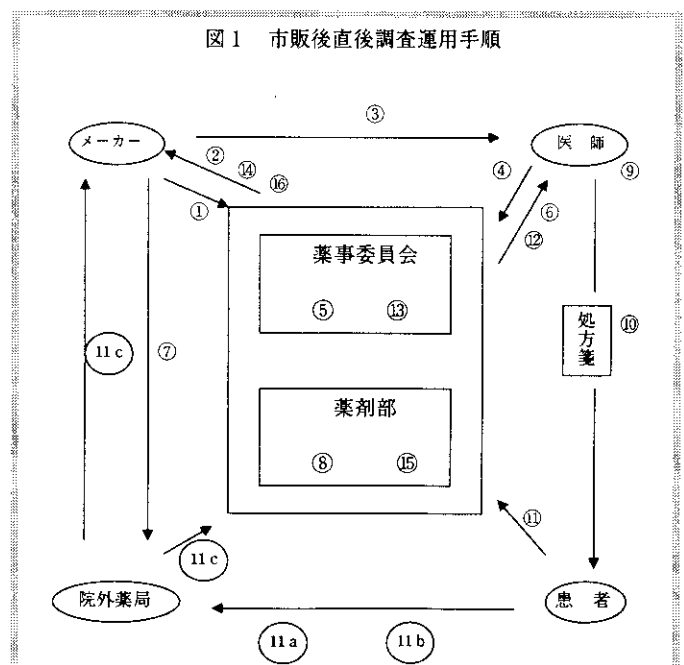 図1 市販後直後調査運用手順
③
メーカー
医師
② ⑭ ⑯
④
⑨
①
⑥
⑫
薬事委員会
⑤ ⑬
処方箋
⑩
11c
⑦
薬剤部
⑧ ⑮
⑪
11c
院外薬局
患者
11a 11b